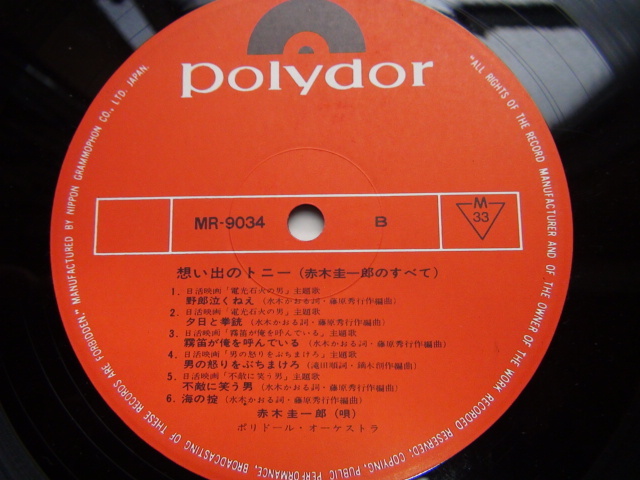 polydor
MR-9034
B
M
33
想い出のトニー (赤木圭一郎のすべて)
1. 日活映画「電光石火の男」主題歌
野郎泣くねえ (水木かおる詞・藤原秀行作編曲)
2. 日活映画「電光石火の男」主題歌
夕日と拳銃 (水木かおる詞・藤原秀行作編曲)
3. 日活映画「霧笛が俺を呼んでいる」主題歌
霧笛が俺を呼んでいる (水木かおる詞・藤原秀行作編曲)
4. 日活映画「男の怒りをぶちまけろ」主題歌
男の怒りをぶちまけろ (滝田順詞・鏑木創作編曲)
5. 日活映画「不敵に笑う男」主題歌
不敵に笑う男 (水木かおる詞・藤原秀行作編曲)
6. 海の掟 (水木かおる詞・藤原秀行作編曲)
赤木圭一郎 (唄)
ポリドール・オーケストラ
"ALL RIGHTS OF THE RECORD MANUFACTURER AND OF THE OWNER OF THE WORK RECORDED RESERVED; COPYING, PUBLIC PERFORMANCE, BROADCASTING OF THESE RECORDS ARE FORBIDDEN." MANUFACTURED BY NIPPON GRAMMOPHON CO., LTD. JAPAN.